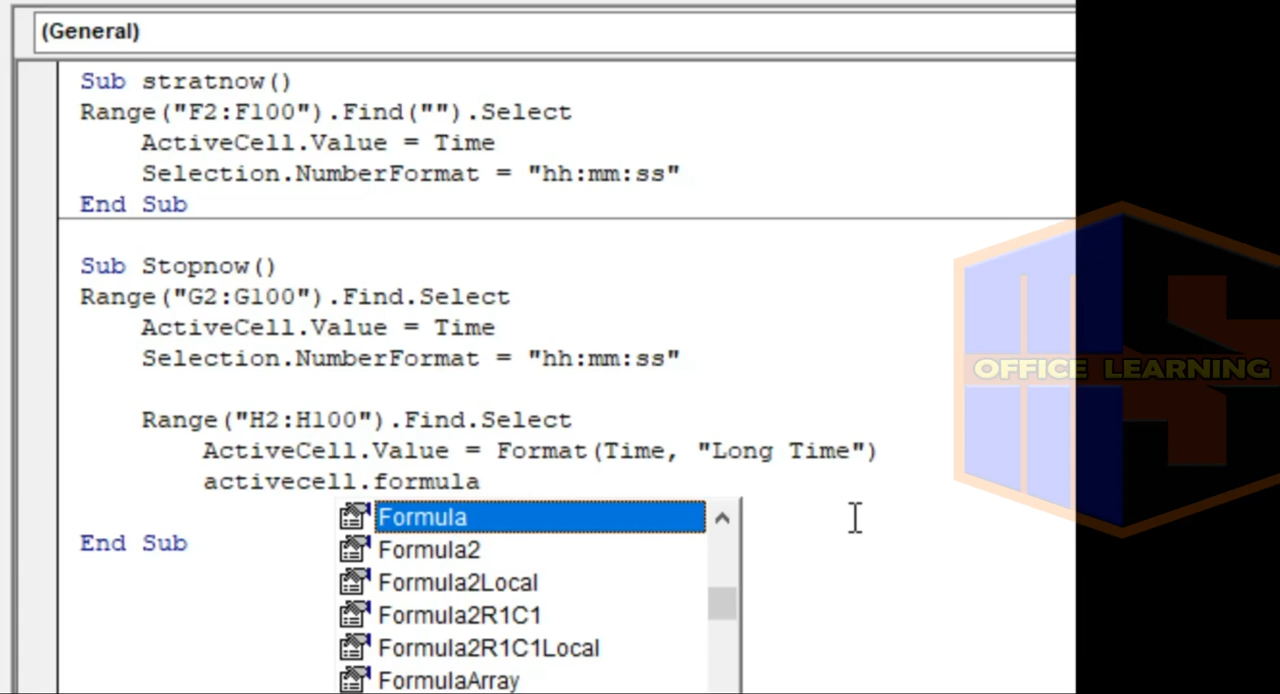 (General)
Sub stratnow()
Range("F2:F100").Find("").Select
ActiveCell.Value = Time
Selection.NumberFormat = "hh:mm:ss"
End Sub
Sub Stopnow()
Range("G2:G100").Find.Select
ActiveCell.Value = Time
Selection.NumberFormat = "hh:mm:ss"
Range("H2:H100").Find.Select
ActiveCell.Value = Format(Time, "Long Time")
activecell.formula
Formula
Formula2
Formula2Local
Formula2R1C1
Formula2R1C1Local
FormulaArray
End Sub
OFFICE LEARNING